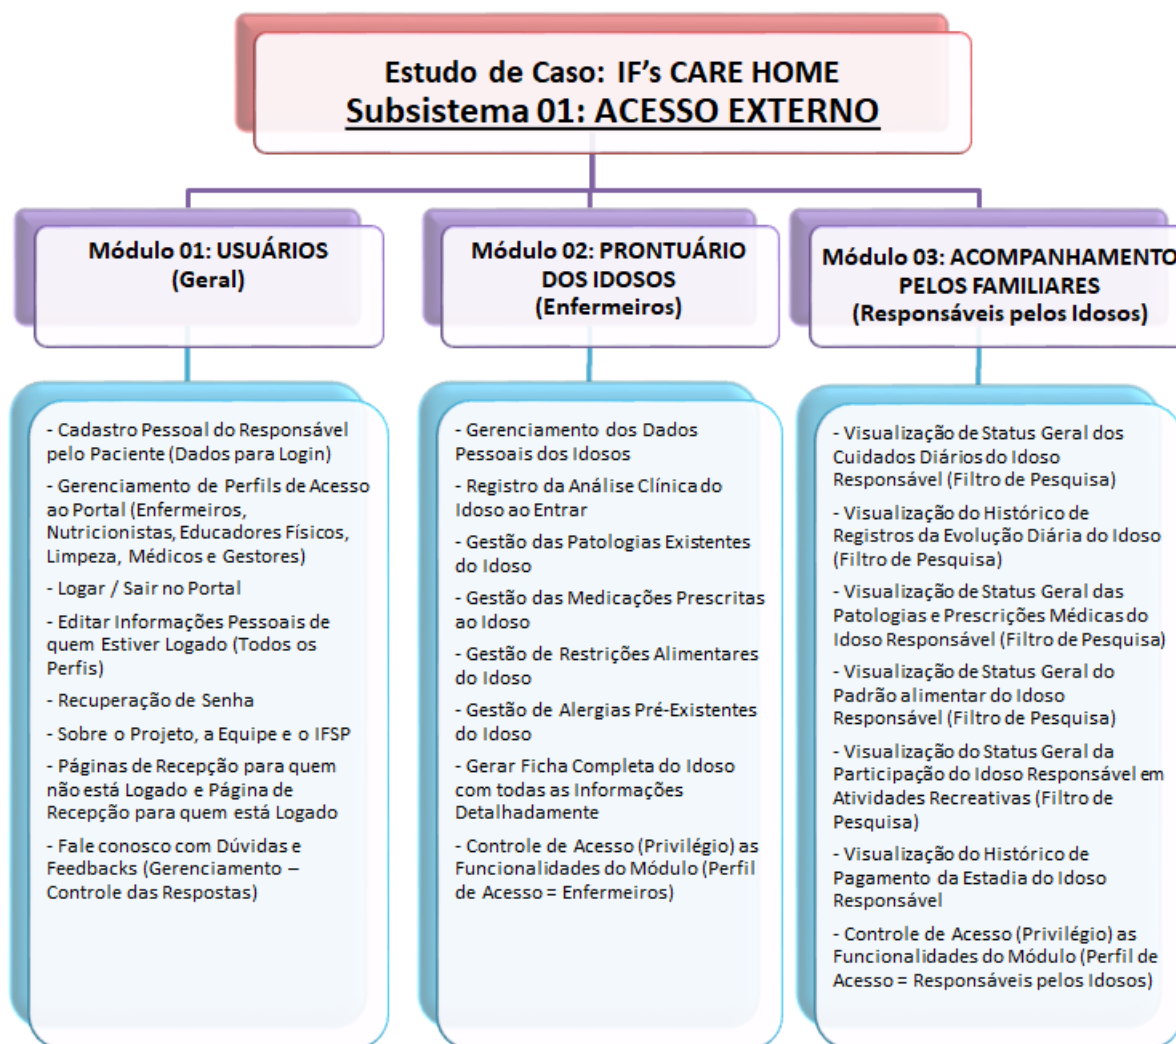 Estudo de Caso: IF’s CARE HOME
Subsistema 01: ACESSO EXTERNO
Módulo 01: USUÁRIOS
(Geral)
- Cadastro Pessoal do Responsável
pelo Paciente (Dados para Login)
- Gerenciamento de Perfils de Acesso
ao Portal (Enfermeiros,
Nutricionistas, Educadores Físicos,
Limpeza, Médicos e Gestores)
- Logar / Sair no Portal
- Editar Informações Pessoais de
quem Estiver Logado (Todos os
Perfis)
- Recuperação de Senha
- Sobre o Projeto, a Equipe e o IFSP
- Páginas de Recepção para quem
não está Logado e Página de
Recepção para quem está Logado
- Fale conosco com Dúvidas e
Feedbacks (Gerenciamento –
Controle das Respostas)
Módulo 02: PRONTUÁRIO
DOS IDOSOS
(Enfermeiros)
- Gerenciamento dos Dados
Pessoais dos Idosos
- Registro da Análise Clínica do
Idoso ao Entrar
- Gestão das Patologias Existentes
do Idoso
- Gestão das Medicações Prescritas
ao Idoso
- Gestão de Restrições Alimentares
do Idoso
- Gestão de Alergias Pré-Existentes
do Idoso
- Gerar Ficha Completa do Idoso
com todas as Informações
Detalhadamente
- Controle de Acesso (Privilégio) as
Funcionalidades do Módulo (Perfil
de Acesso = Enfermeiros)
Módulo 03: ACOMPANHAMENTO
PELOS FAMILIARES
(Responsáveis pelos Idosos)
- Visualização de Status Geral dos
Cuidados Diários do Idoso
Responsável (Filtro de Pesquisa)
- Visualização do Histórico de
Registros da Evolução Diária do Idoso
(Filtro de Pesquisa)
- Visualização de Status Geral das
Patologias e Prescrições Médicas do
Idoso Responsável (Filtro de Pesquisa)
- Visualização de Status Geral do
Padrão alimentar do Idoso
Responsável (Filtro de Pesquisa)
- Visualização do Status Geral da
Participação do Idoso Responsável em
Atividades Recreativas (Filtro de
Pesquisa)
- Visualização do Histórico de
Pagamento da Estadia do Idoso
Responsável
- Controle de Acesso (Privilégio) as
Funcionalidades do Módulo (Perfil de
Acesso = Responsáveis pelos Idosos)